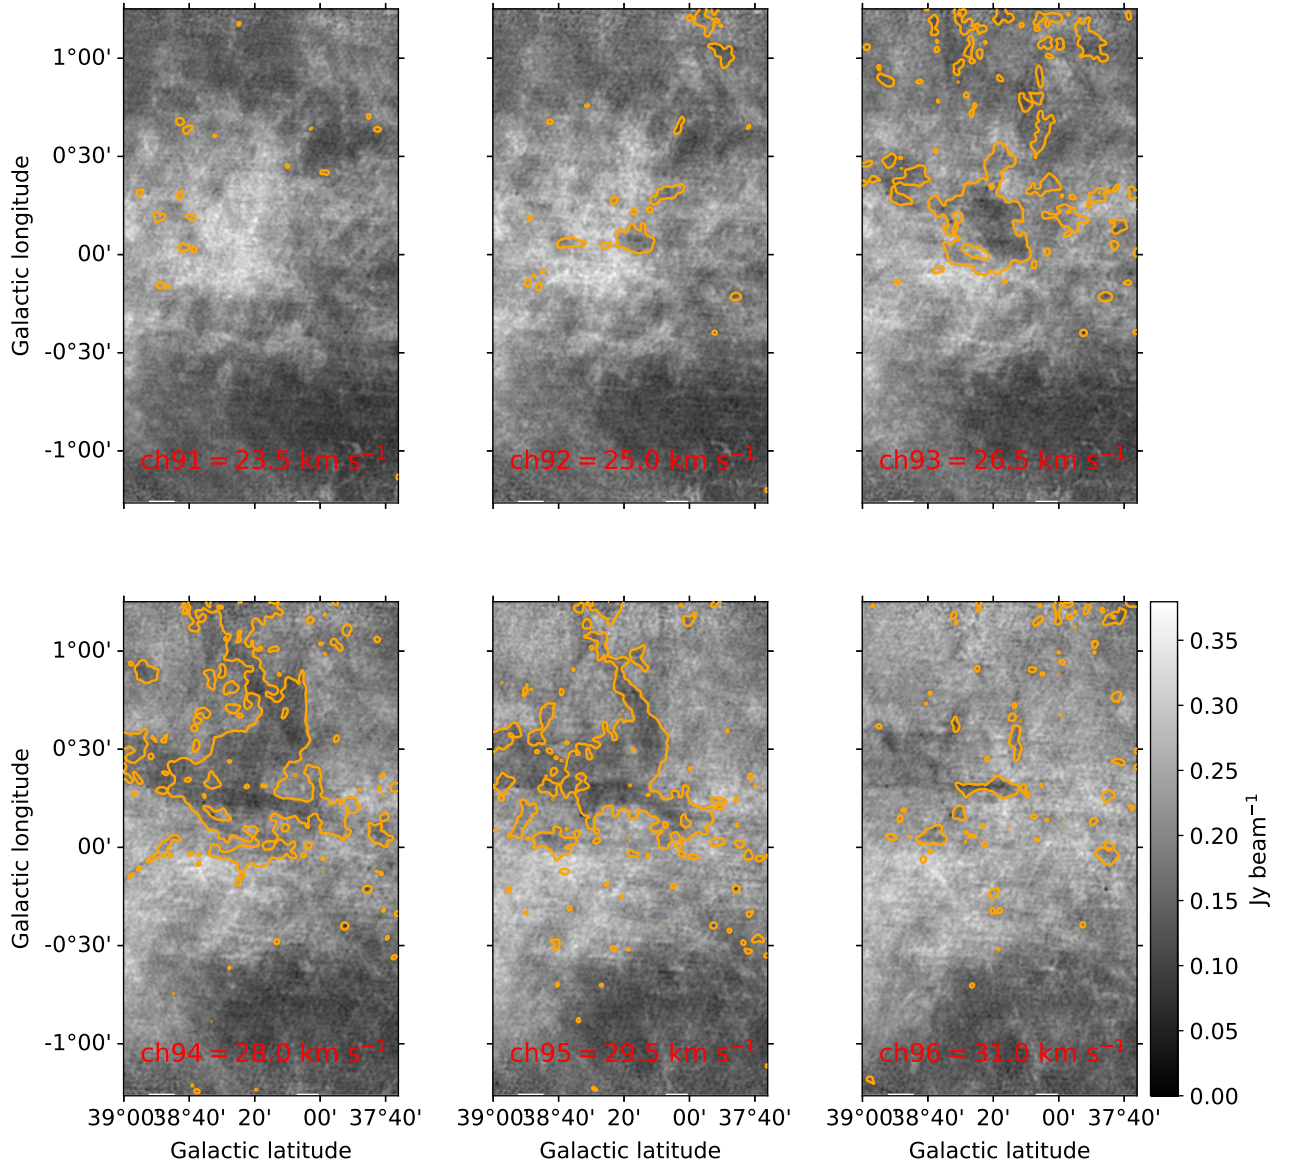 1°00'
0°30'
00'
-0°30'
-1°00'
Galactic longitude
ch91 = 23.5 km s⁻¹
ch92 = 25.0 km s⁻¹
ch93 = 26.5 km s⁻¹
1°00'
0°30'
00'
-0°30'
-1°00'
Galactic longitude
ch94 = 28.0 km s⁻¹
ch95 = 29.5 km s⁻¹
ch96 = 31.0 km s⁻¹
39°00' 38°40' 20' 00' 37°40'
39°00' 38°40' 20' 00' 37°40'
39°00' 38°40' 20' 00' 37°40'
Galactic latitude
Galactic latitude
Galactic latitude
0.35
0.30
0.25
0.20
0.15
0.10
0.05
0.00
Jy beam⁻¹